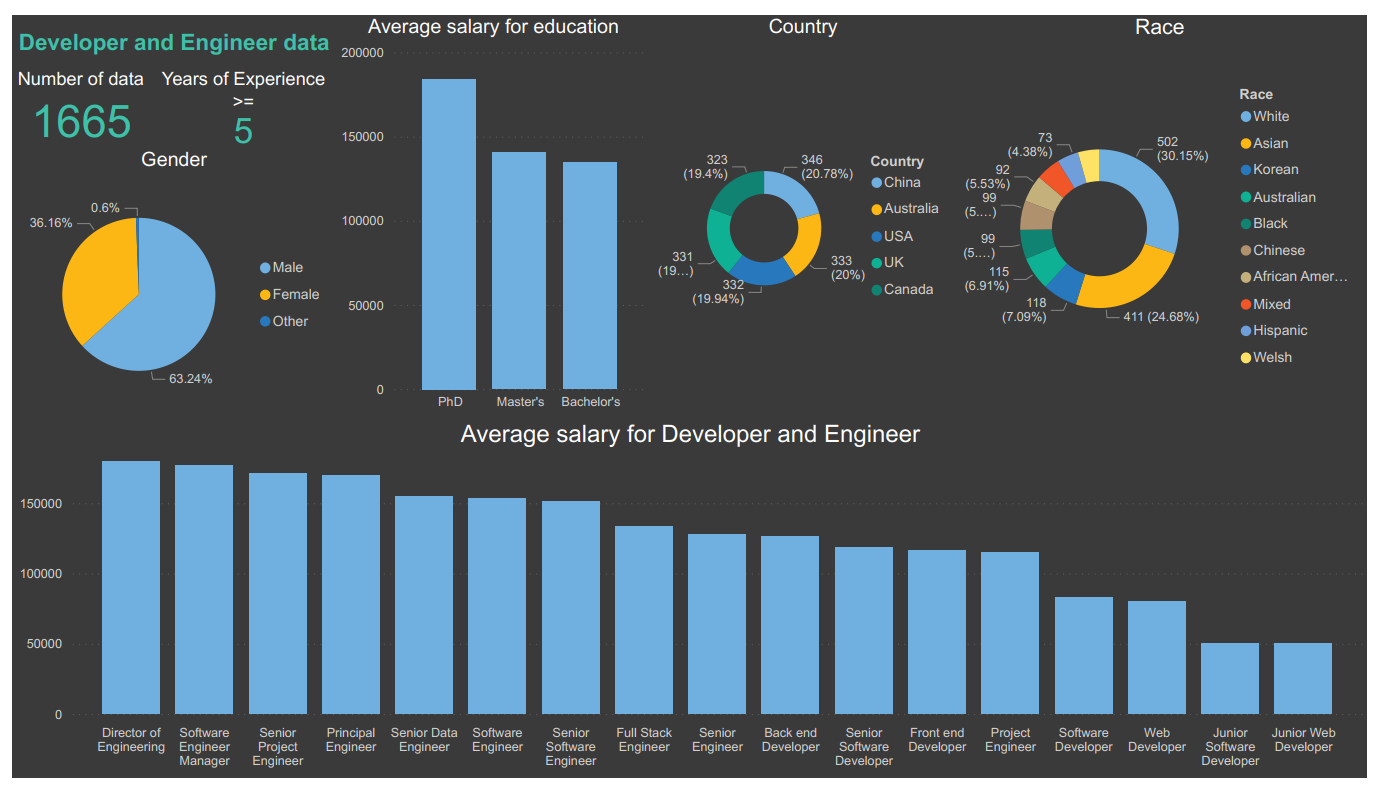 Developer and Engineer data
Number of data
1665
Years of Experience
>=
5
Gender
0.6%
36.16%
63.24%
Male
Female
Other
Average salary for education
200000
150000
100000
50000
0
PhD
Master's
Bachelor's
Country
323
(19.4%)
346
(20.78%)
331
(19...)
332
(19.94%)
333
(20%)
Country
China
Australia
USA
UK
Canada
Race
73
(4.38%)
502
(30.15%)
92
(5.53%)
99
(5....)
99
(5....)
115
(6.91%)
118
(7.09%)
411 (24.68%)
Race
White
Asian
Korean
Australian
Black
Chinese
African Amer...
Mixed
Hispanic
Welsh
Average salary for Developer and Engineer
150000
100000
50000
0
Director of
Engineering
Software
Engineer
Manager
Senior
Project
Engineer
Principal
Engineer
Senior Data
Engineer
Software
Engineer
Senior
Software
Engineer
Full Stack
Engineer
Senior
Engineer
Back end
Developer
Senior
Software
Developer
Front end
Developer
Project
Engineer
Software
Developer
Web
Developer
Junior
Software
Developer
Junior Web
Developer